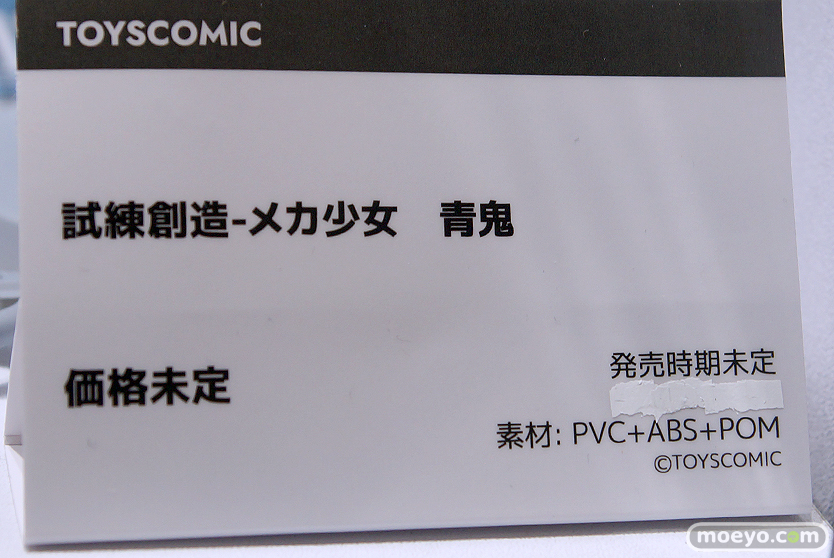 TOYSCOMIC
試練創造-メカ少女　青鬼
価格未定
発売時期未定
素材: PVC+ABS+POM
©TOYSCOMIC
moeyo.com